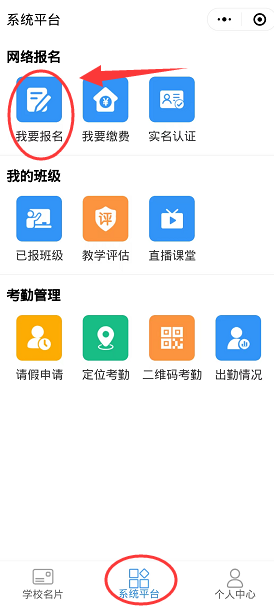 系统平台
网络报名
我要报名 我要缴费 实名认证
我的班级
评
已报班级 教学评估 直播课堂
考勤管理
请假申请 定位考勤 二维码考勤 出勤情况
学校名片 系统平台 个人中心